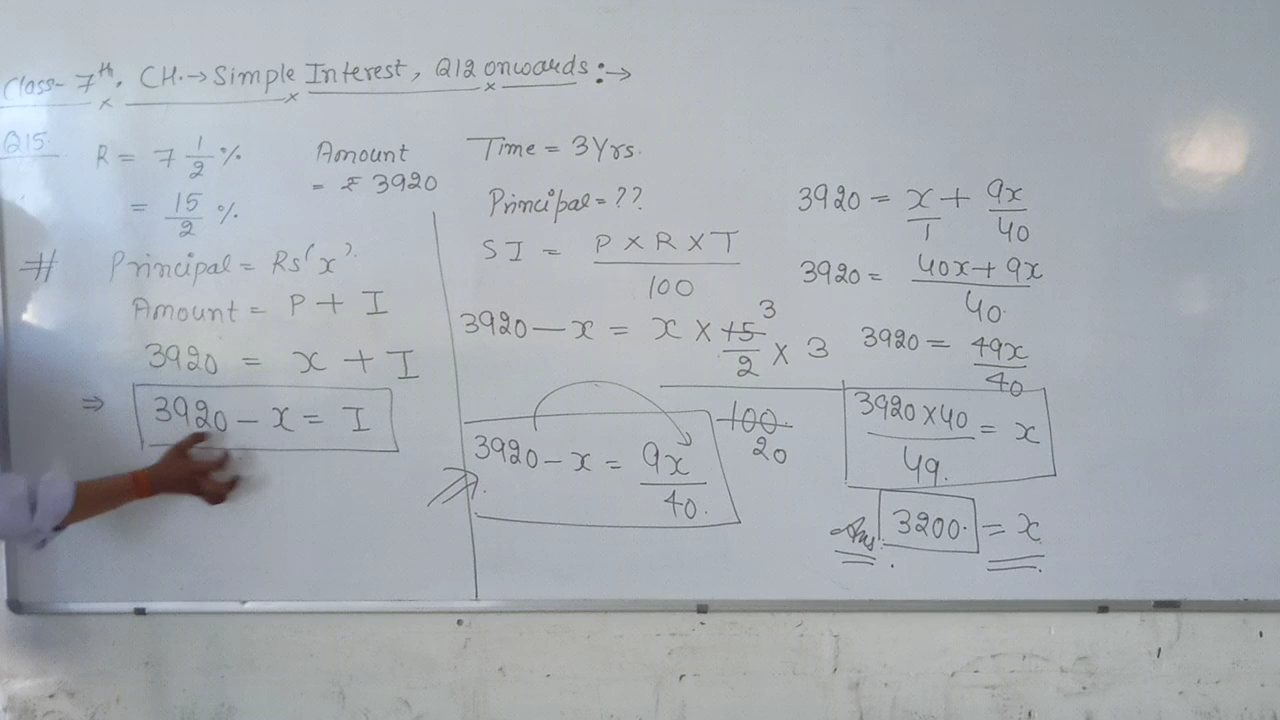 Class- 7th. CH.→Simple Interest, Q12 onwards:→
Q15
R = 7 1/2 %
= 15/2 %
Amount
= ₹ 3920
# Principal = Rs 'x'
Amount = P + I
3920 = x + I
⇒ 3920 - x = I
Time = 3 Yrs.
Principal = ??
SI = P X R X T / 100
3920 - x = x × 15/2 × 3
3
100
20
3920 - x = 9x/40.
3920 = x/1 + 9x/40
3920 = 40x + 9x / 40
3920 = 49x/40
3920 X 40 / 49 = x
Ans: 3200. = x